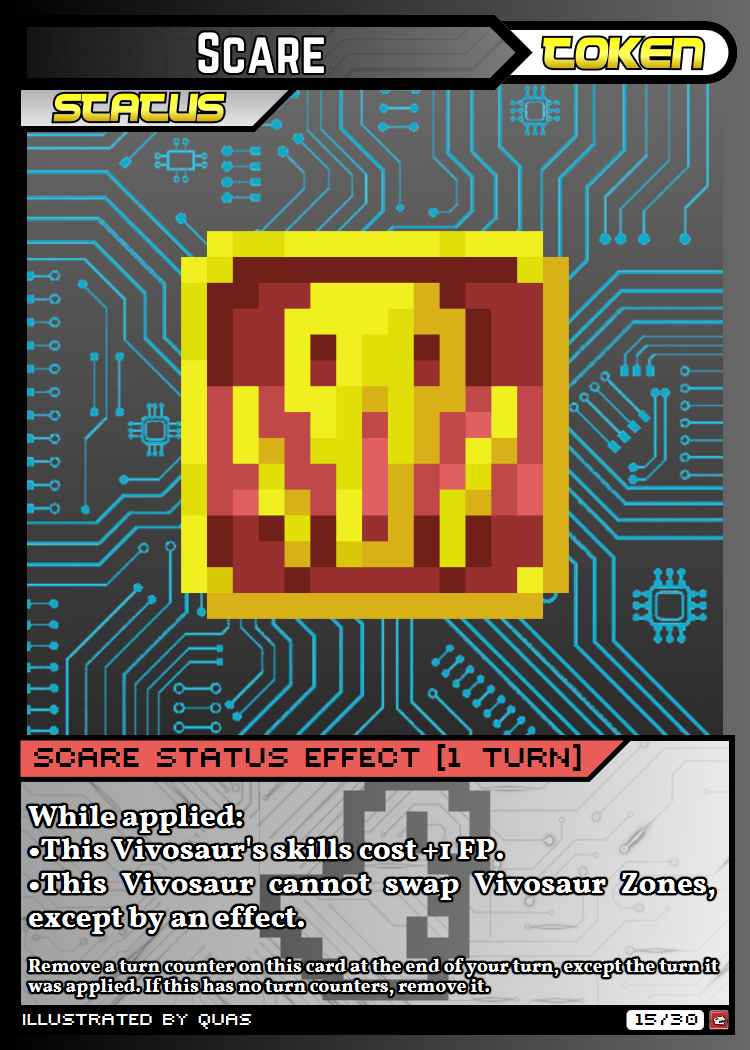 SCARE
TOKEN
STATUS
SCARE STATUS EFFECT [1 TURN]
While applied:
•This Vivosaur's skills cost +1 FP.
•This Vivosaur cannot swap Vivosaur Zones,
except by an effect.
Remove a turn counter on this card at the end of your turn, except the turn it
was applied. If this has no turn counters, remove it.
ILLUSTRATED BY QUAS
15/30